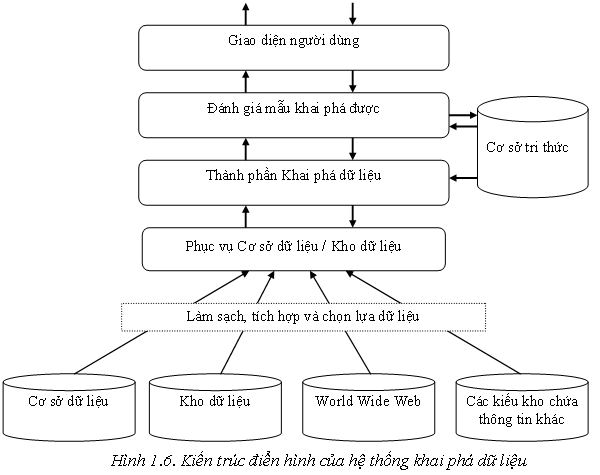 Giao diện người dùng
Đánh giá mẫu khai phá được
Cơ sở tri thức
Thành phần Khai phá dữ liệu
Phục vụ Cơ sở dữ liệu / Kho dữ liệu
Làm sạch, tích hợp và chọn lựa dữ liệu
Cơ sở dữ liệu
Kho dữ liệu
World Wide Web
Các kiểu kho chứa
thông tin khác
Hình 1.6. Kiến trúc điển hình của hệ thống khai phá dữ liệu